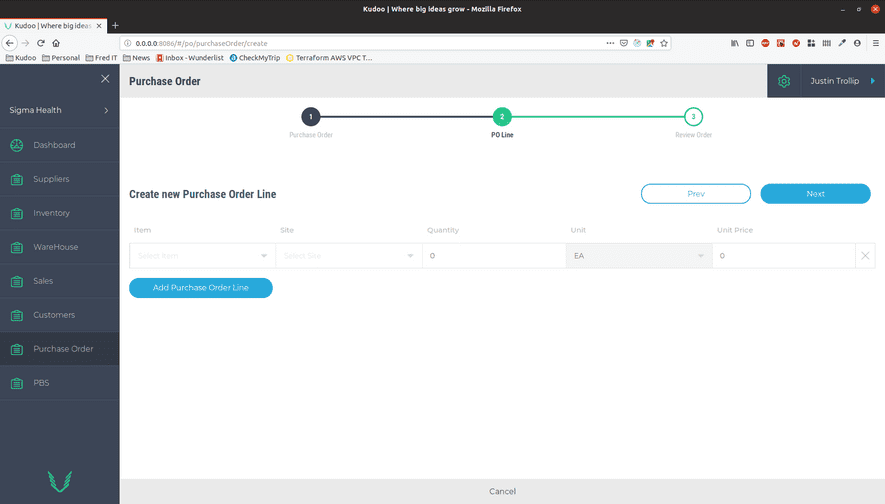 Kudoo | Where big ideas grow - Mozilla Firefox
Kudoo | Where big ideas
0.0.0.0:8086/#/po/purchaseOrder/create
Kudoo Personal Fred IT News Inbox - Wunderlist CheckMyTrip Terraform AWS VPC T...
Purchase Order
Justin Trollip
Sigma Health
1 2 3
Purchase Order PO Line Review Order
Dashboard
Suppliers
Inventory
WareHouse
Sales
Customers
Purchase Order
PBS
Create new Purchase Order Line
Prev Next
Item Site Quantity Unit Unit Price
Select Item Select Site 0 EA 0
Add Purchase Order Line
Cancel